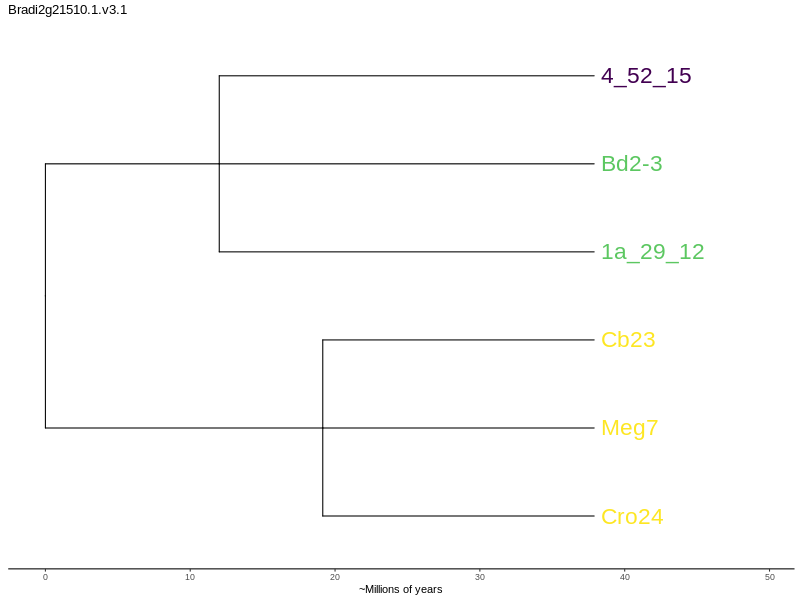 Bradi2g21510.1.v3.1
4_52_15
Bd2-3
1a_29_12
Cb23
Meg7
Cro24
0 10 20 30 40 50
~Millions of years